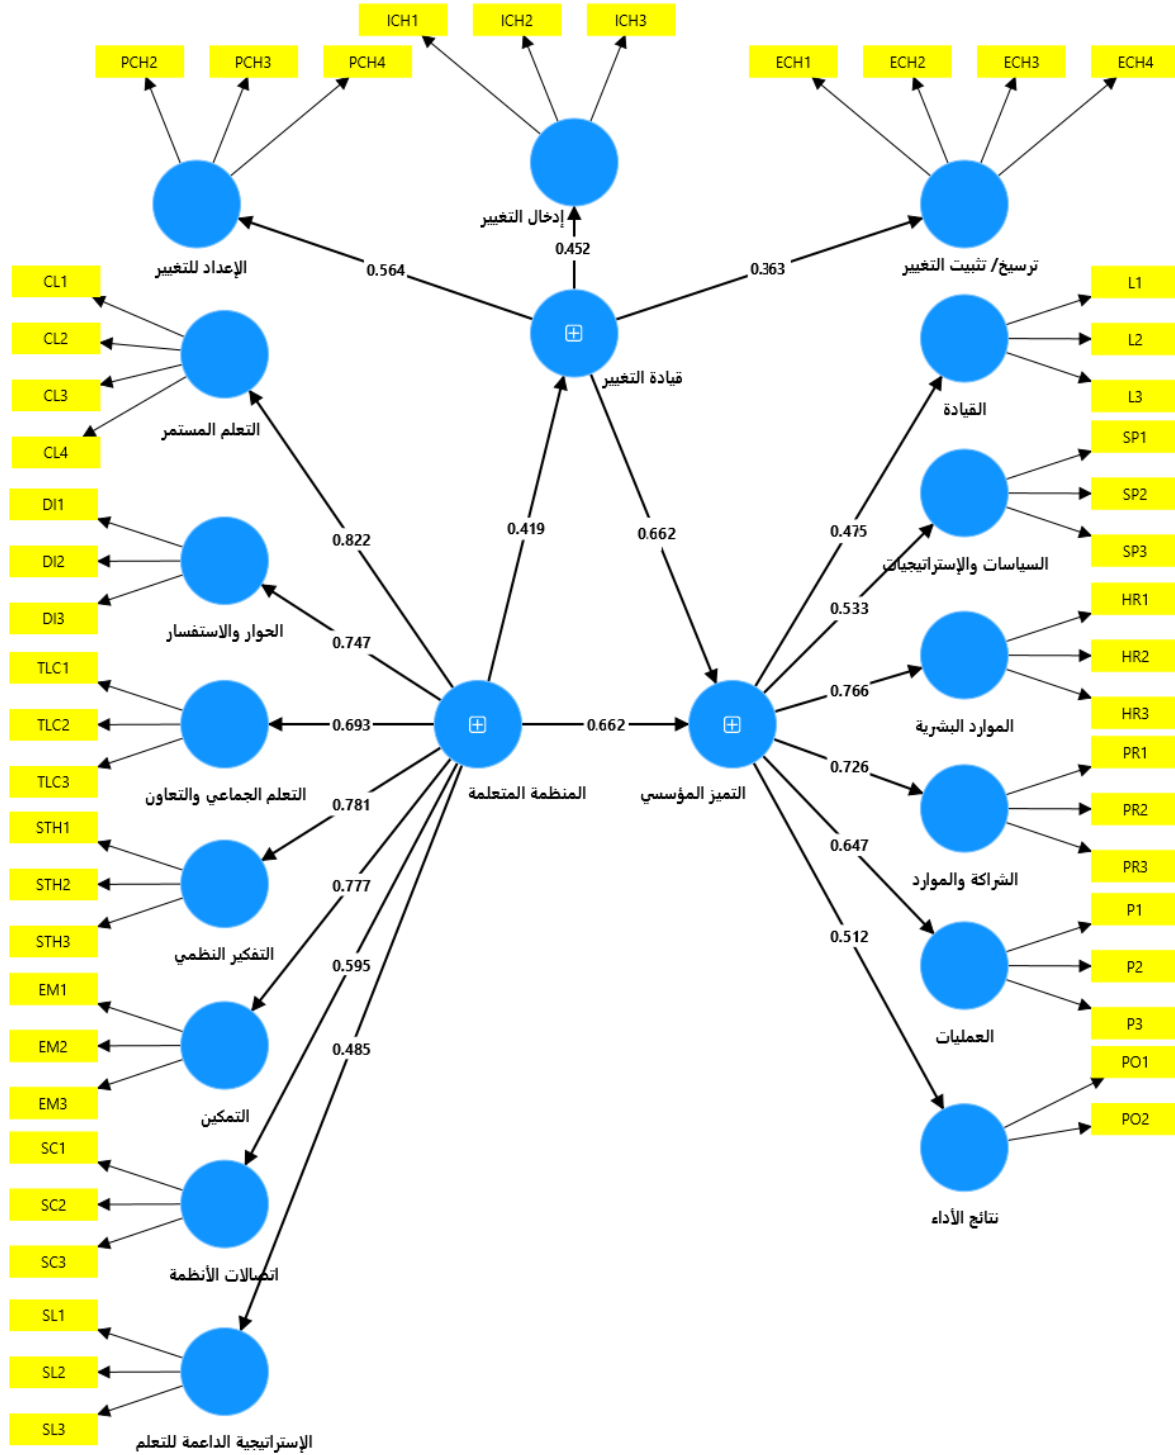 ICH1
ICH2
ICH3
PCH2
PCH3
PCH4
ECH1
ECH2
ECH3
ECH4
إدخال التغيير
الإعداد للتغيير
ترسيخ/ تثبيت التغيير
0.564
0.452
0.363
قيادة التغيير
CL1
CL2
CL3
CL4
التعلم المستمر
DI1
DI2
DI3
الحوار والاستفسار
TLC1
TLC2
TLC3
التعلم الجماعي والتعاون
STH1
STH2
STH3
التفكير النظمي
EM1
EM2
EM3
التمكين
SC1
SC2
SC3
اتصالات الأنظمة
SL1
SL2
SL3
الإستراتيجية الداعمة للتعلم
0.822
0.747
0.693
0.781
0.777
0.595
0.485
0.419
0.662
0.662
المنظمة المتعلمة
التميز المؤسسي
0.475
0.533
0.766
0.726
0.647
0.512
L1
L2
L3
القيادة
SP1
SP2
SP3
السياسات والإستراتيجيات
HR1
HR2
HR3
الموارد البشرية
PR1
PR2
PR3
الشراكة والموارد
P1
P2
P3
العمليات
PO1
PO2
نتائج الأداء